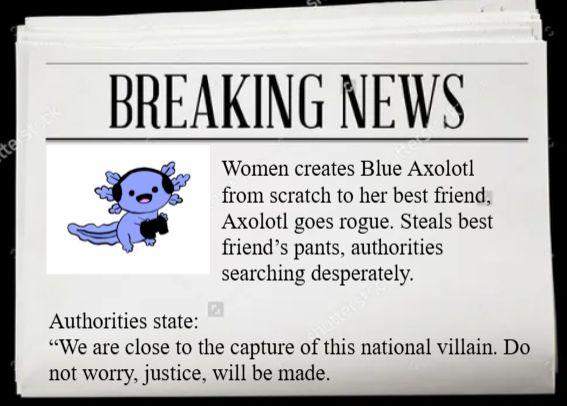 BREAKING NEWS
Women creates Blue Axolotl
from scratch to her best friend,
Axolotl goes rogue. Steals best
friend’s pants, authorities
searching desperately.
Authorities state:
“We are close to the capture of this national villain. Do
not worry, justice, will be made.